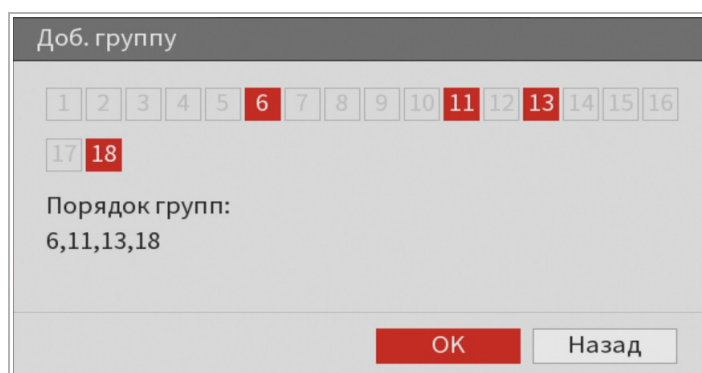 Доб. группу
1 2 3 4 5 6 7 8 9 10 11 12 13 14 15 16
17 18
Порядок групп:
6,11,13,18
OK Назад